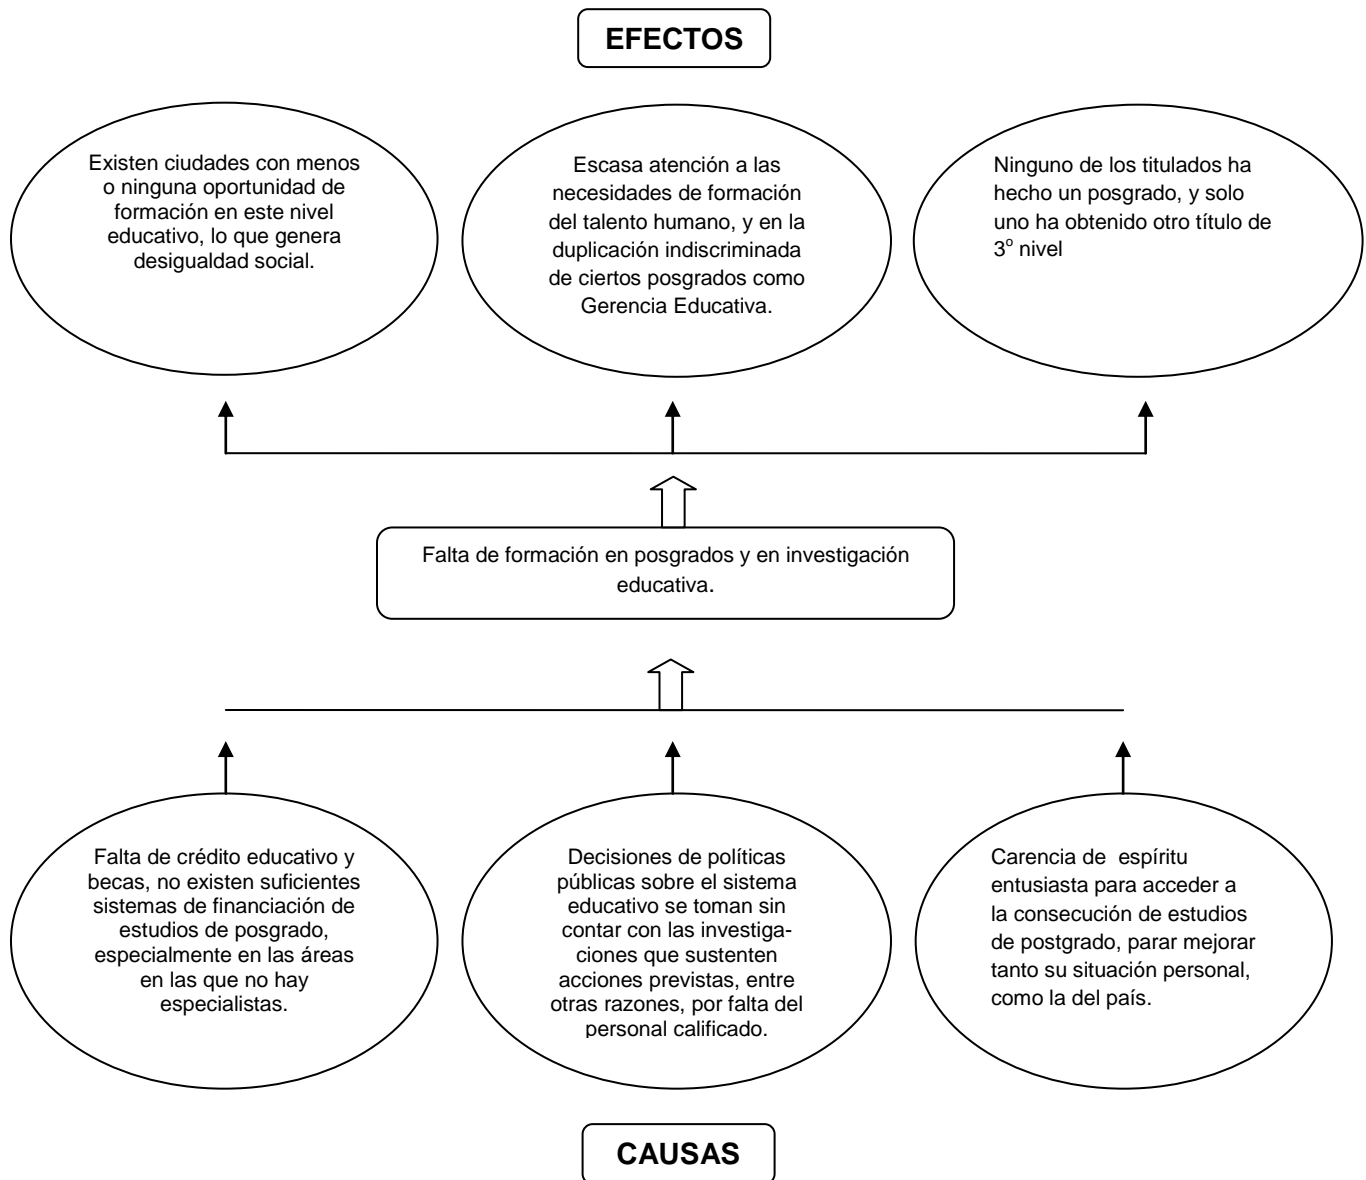 EFECTOS
Existen ciudades con menos
o ninguna oportunidad de
formación en este nivel
educativo, lo que genera
desigualdad social.
Escasa atención a las
necesidades de formación
del talento humano, y en la
duplicación indiscriminada
de ciertos posgrados como
Gerencia Educativa.
Ninguno de los titulados ha
hecho un posgrado, y solo
uno ha obtenido otro título de
3° nivel
Falta de formación en posgrados y en investigación
educativa.
Falta de crédito educativo y
becas, no existen suficientes
sistemas de financiación de
estudios de posgrado,
especialmente en las áreas
en las que no hay
especialistas.
Decisiones de políticas
públicas sobre el sistema
educativo se toman sin
contar con las investiga-
ciones que sustenten
acciones previstas, entre
otras razones, por falta del
personal calificado.
Carencia de espíritu
entusiasta para acceder a
la consecución de estudios
de postgrado, parar mejorar
tanto su situación personal,
como la del país.
CAUSAS